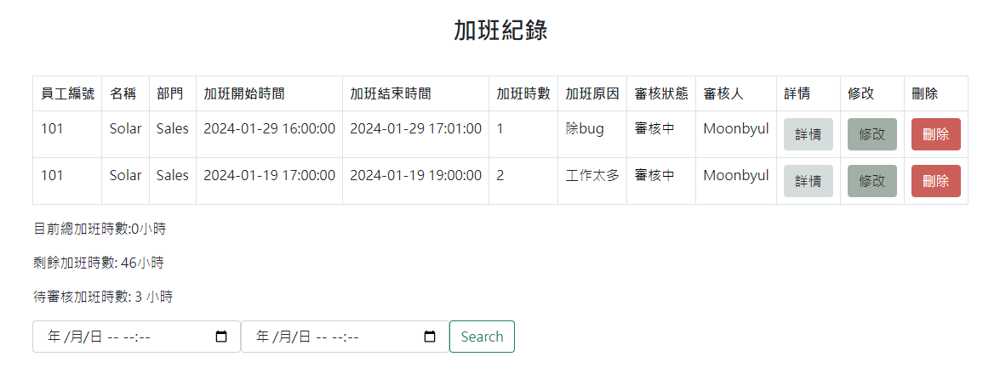 加班紀錄
員工編號 名稱 部門 加班開始時間 加班結束時間 加班時數 加班原因 審核狀態 審核人 詳情 修改 刪除
101 Solar Sales 2024-01-29 16:00:00 2024-01-29 17:01:00 1 除bug 審核中 Moonbyul 詳情 修改 刪除
101 Solar Sales 2024-01-19 17:00:00 2024-01-19 19:00:00 2 工作太多 審核中 Moonbyul 詳情 修改 刪除
目前總加班時數:0小時
剩餘加班時數: 46小時
待審核加班時數: 3 小時
年 /月/日 -- --:-- 年 /月/日 -- --:-- Search